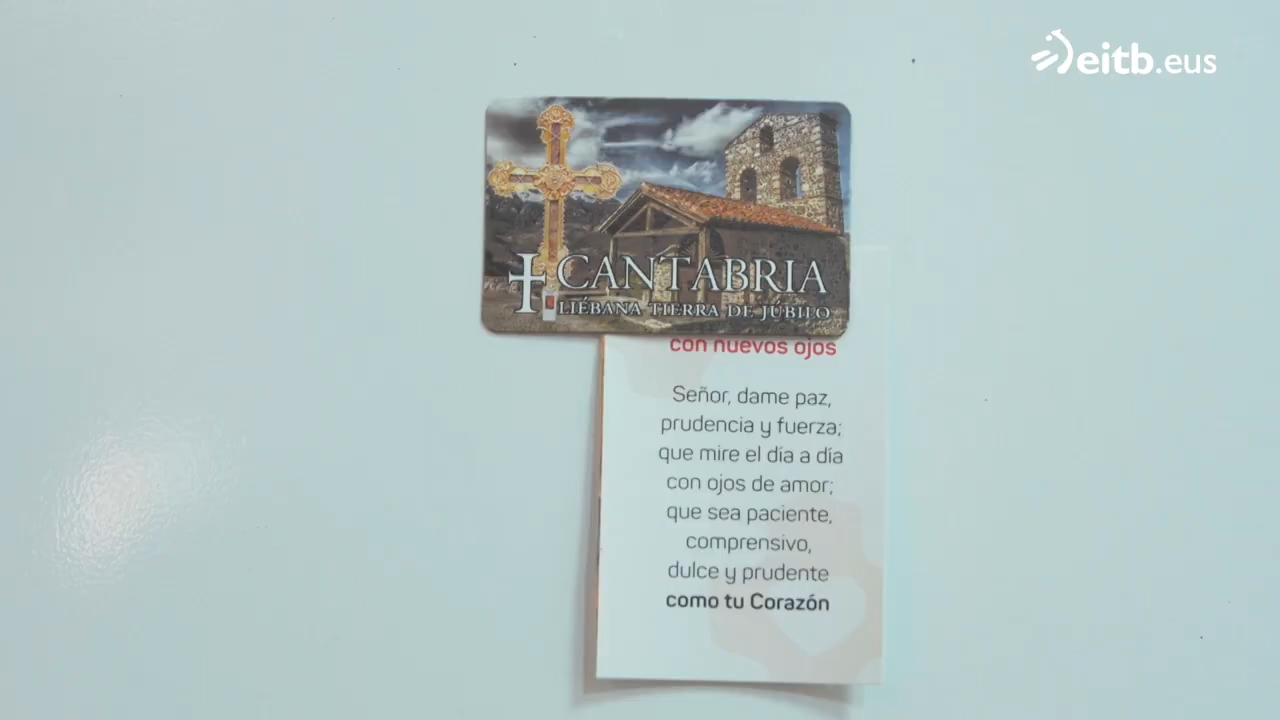 eitb.eus
CANTABRIA
LIÉBANA TIERRA DE JÚBILO
con nuevos ojos
Señor, dame paz,
prudencia y fuerza;
que mire el día a día
con ojos de amor;
que sea paciente,
comprensivo,
dulce y prudente
como tu Corazón